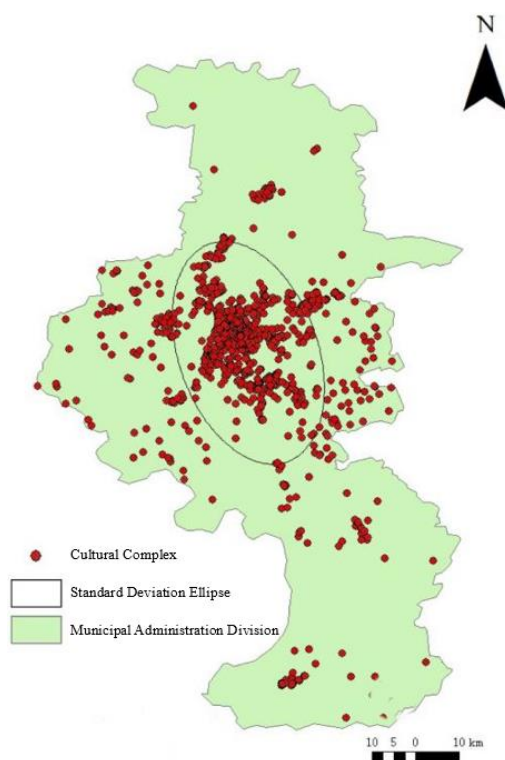 N
Cultural Complex
Standard Deviation Ellipse
Municipal Administration Division
10 5 0 10 km